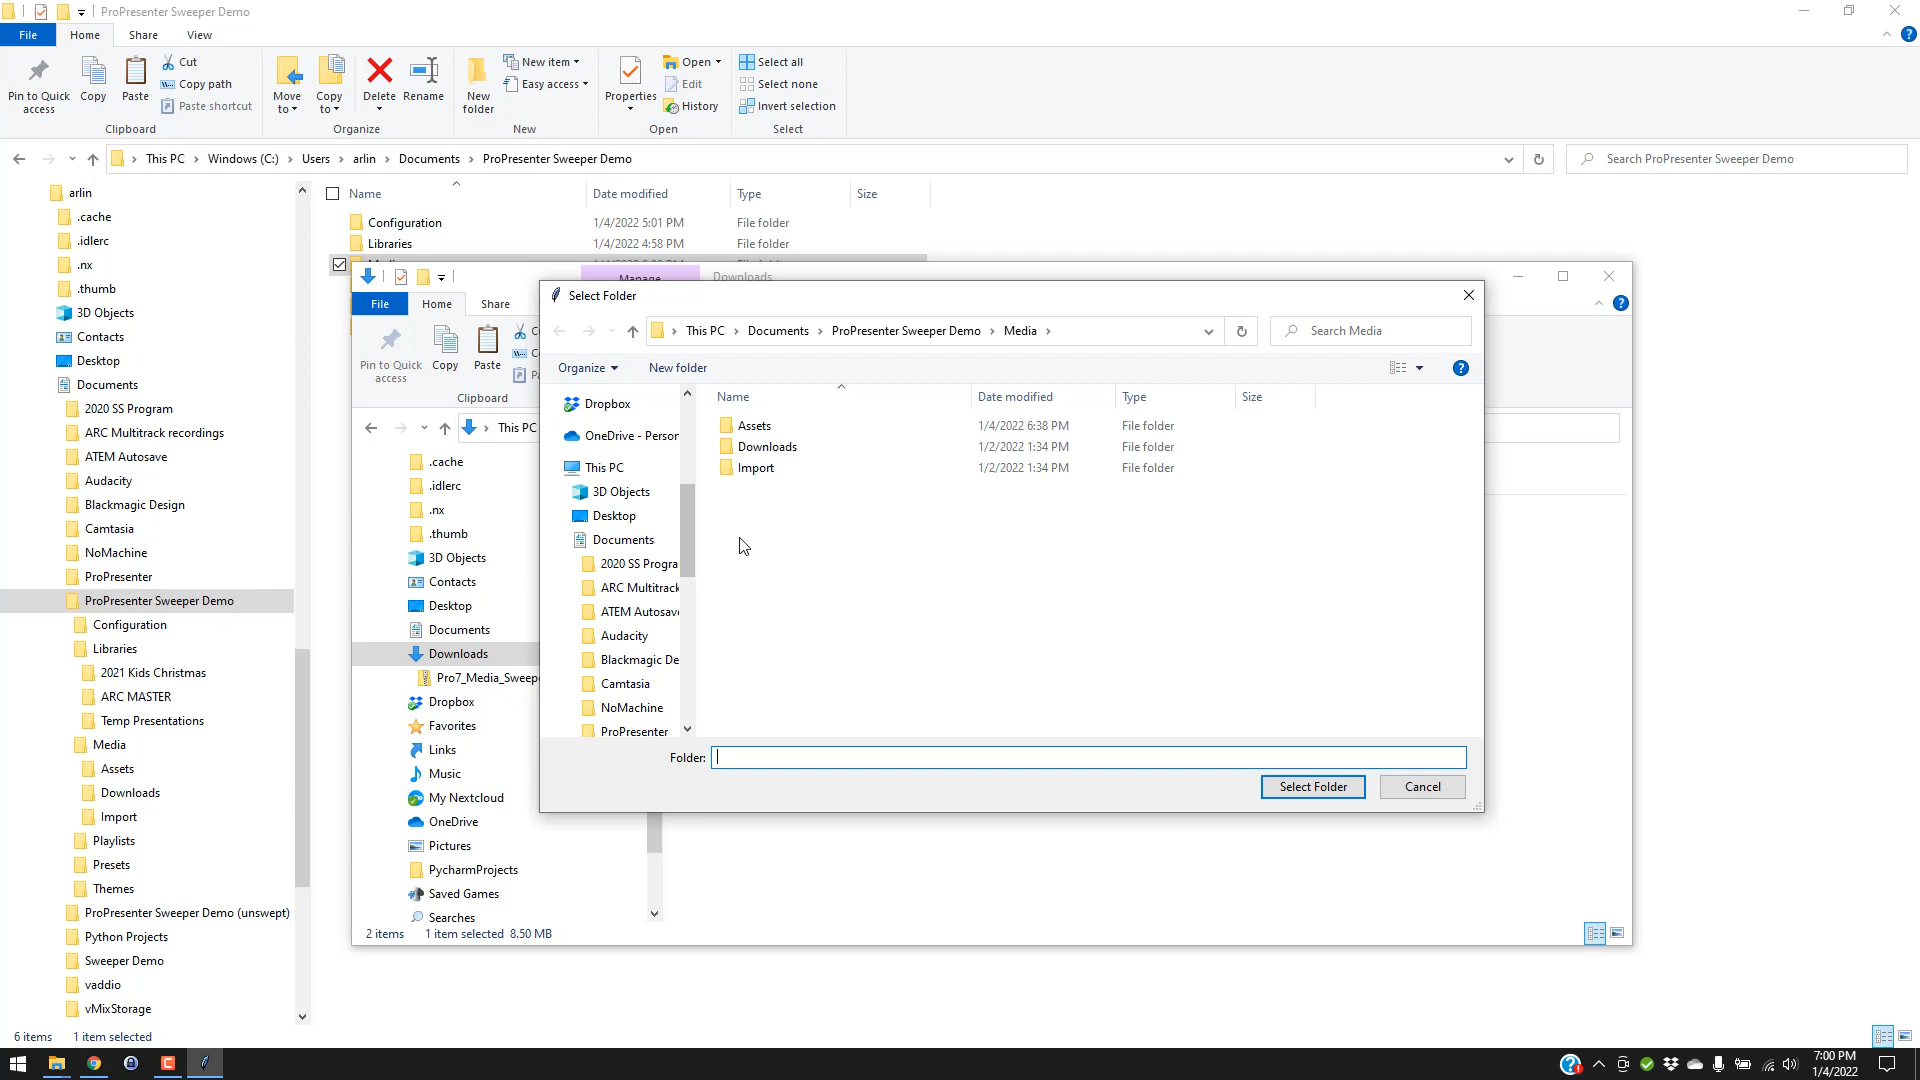 ProPresenter Sweeper Demo
File
Home
Share
View
Pin to Quick access
Copy
Paste
Cut
Copy path
Paste shortcut
Clipboard
Move to
Copy to
Delete
Rename
Organize
New folder
New item
Easy access
New
Properties
Open
Edit
History
Open
Select all
Select none
Invert selection
Select
This PC
Windows (C:)
Users
arlin
Documents
ProPresenter Sweeper Demo
Search ProPresenter Sweeper Demo
arlin
.cache
.idlerc
.nx
.thumb
3D Objects
Contacts
Desktop
Documents
2020 SS Program
ARC Multitrack recordings
ATEM Autosave
Audacity
Blackmagic Design
Camtasia
NoMachine
ProPresenter
ProPresenter Sweeper Demo
Configuration
Libraries
2021 Kids Christmas
ARC MASTER
Temp Presentations
Media
Assets
Downloads
Import
Playlists
Presets
Themes
ProPresenter Sweeper Demo (unswept)
Python Projects
Sweeper Demo
vaddio
vMixStorage
6 items 1 item selected
Name Date modified Type Size
Configuration 1/4/2022 5:01 PM File folder
Libraries 1/4/2022 4:58 PM File folder
Manage
Downloads
File
Home
Share
Pin to Quick access
Copy
Paste
Clipboard
This PC
.cache
.idlerc
.nx
.thumb
3D Objects
Contacts
Desktop
Documents
Downloads
Pro7_Media_Sweep
Dropbox
Favorites
Links
Music
My Nextcloud
OneDrive
Pictures
PycharmProjects
Saved Games
Searches
2 items 1 item selected 8.50 MB
Select Folder
This PC
Documents
ProPresenter Sweeper Demo
Media
Search Media
Organize
New folder
Dropbox
OneDrive - Person
This PC
3D Objects
Desktop
Documents
2020 SS Progra
ARC Multitrack
ATEM Autosave
Audacity
Blackmagic De
Camtasia
NoMachine
ProPresenter
Name Date modified Type Size
Assets 1/4/2022 6:38 PM File folder
Downloads 1/2/2022 1:34 PM File folder
Import 1/2/2022 1:34 PM File folder
Folder:
Select Folder
Cancel
7:00 PM
1/4/2022